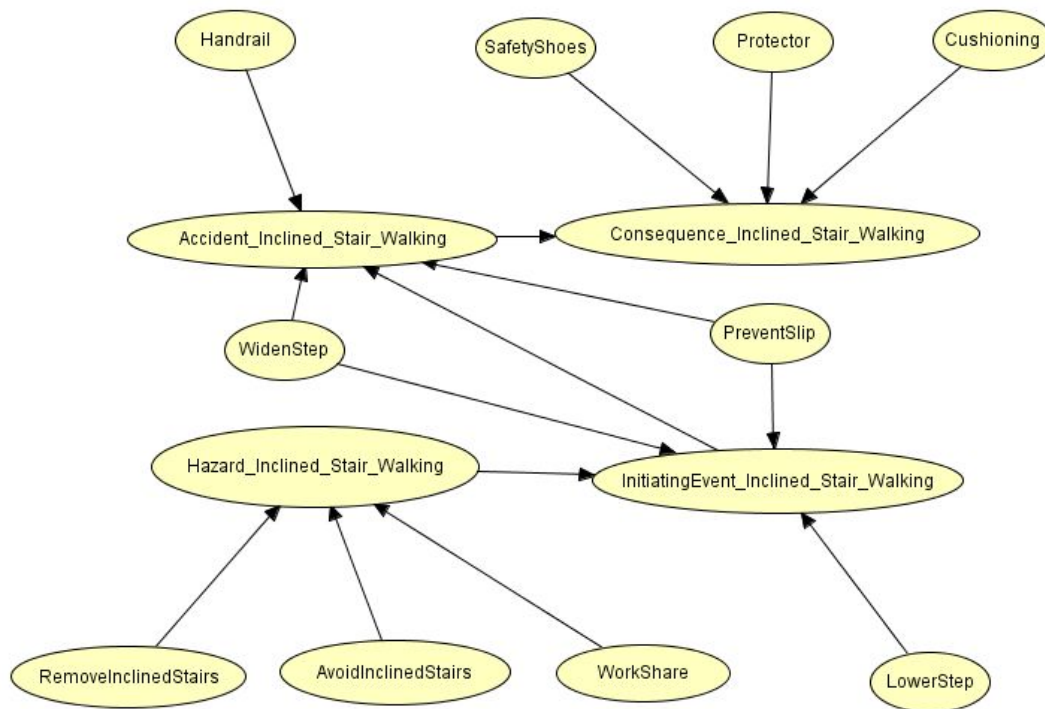 Handrail
SafetyShoes
Protector
Cushioning
Accident_Inclined_Stair_Walking
Consequence_Inclined_Stair_Walking
WidenStep
PreventSlip
Hazard_Inclined_Stair_Walking
InitiatingEvent_Inclined_Stair_Walking
RemoveInclinedStairs
AvoidInclinedStairs
WorkShare
LowerStep